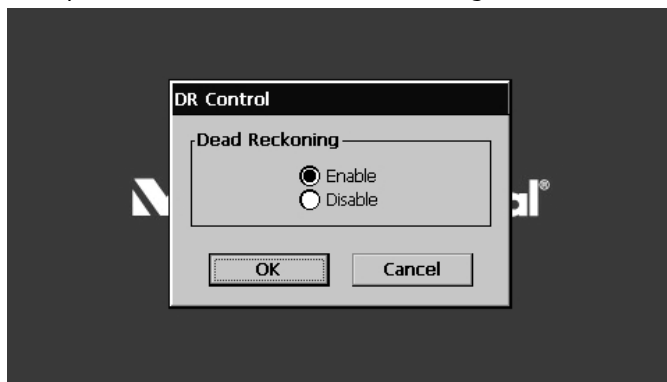 DR Control
Dead Reckoning
Enable
Disable
OK
Cancel